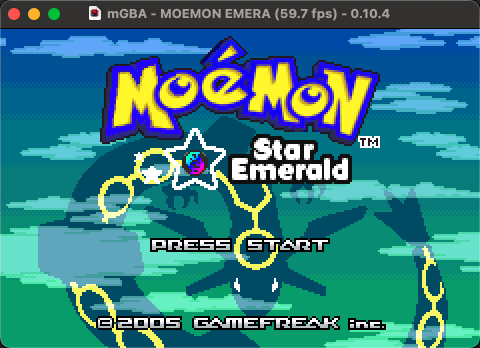 mGBA - MOEMON EMERA (59.7 fps) - 0.10.4
MoéMoN
TM
Star
Emerald
PRESS START
©2005 GAMEFREAK inc.